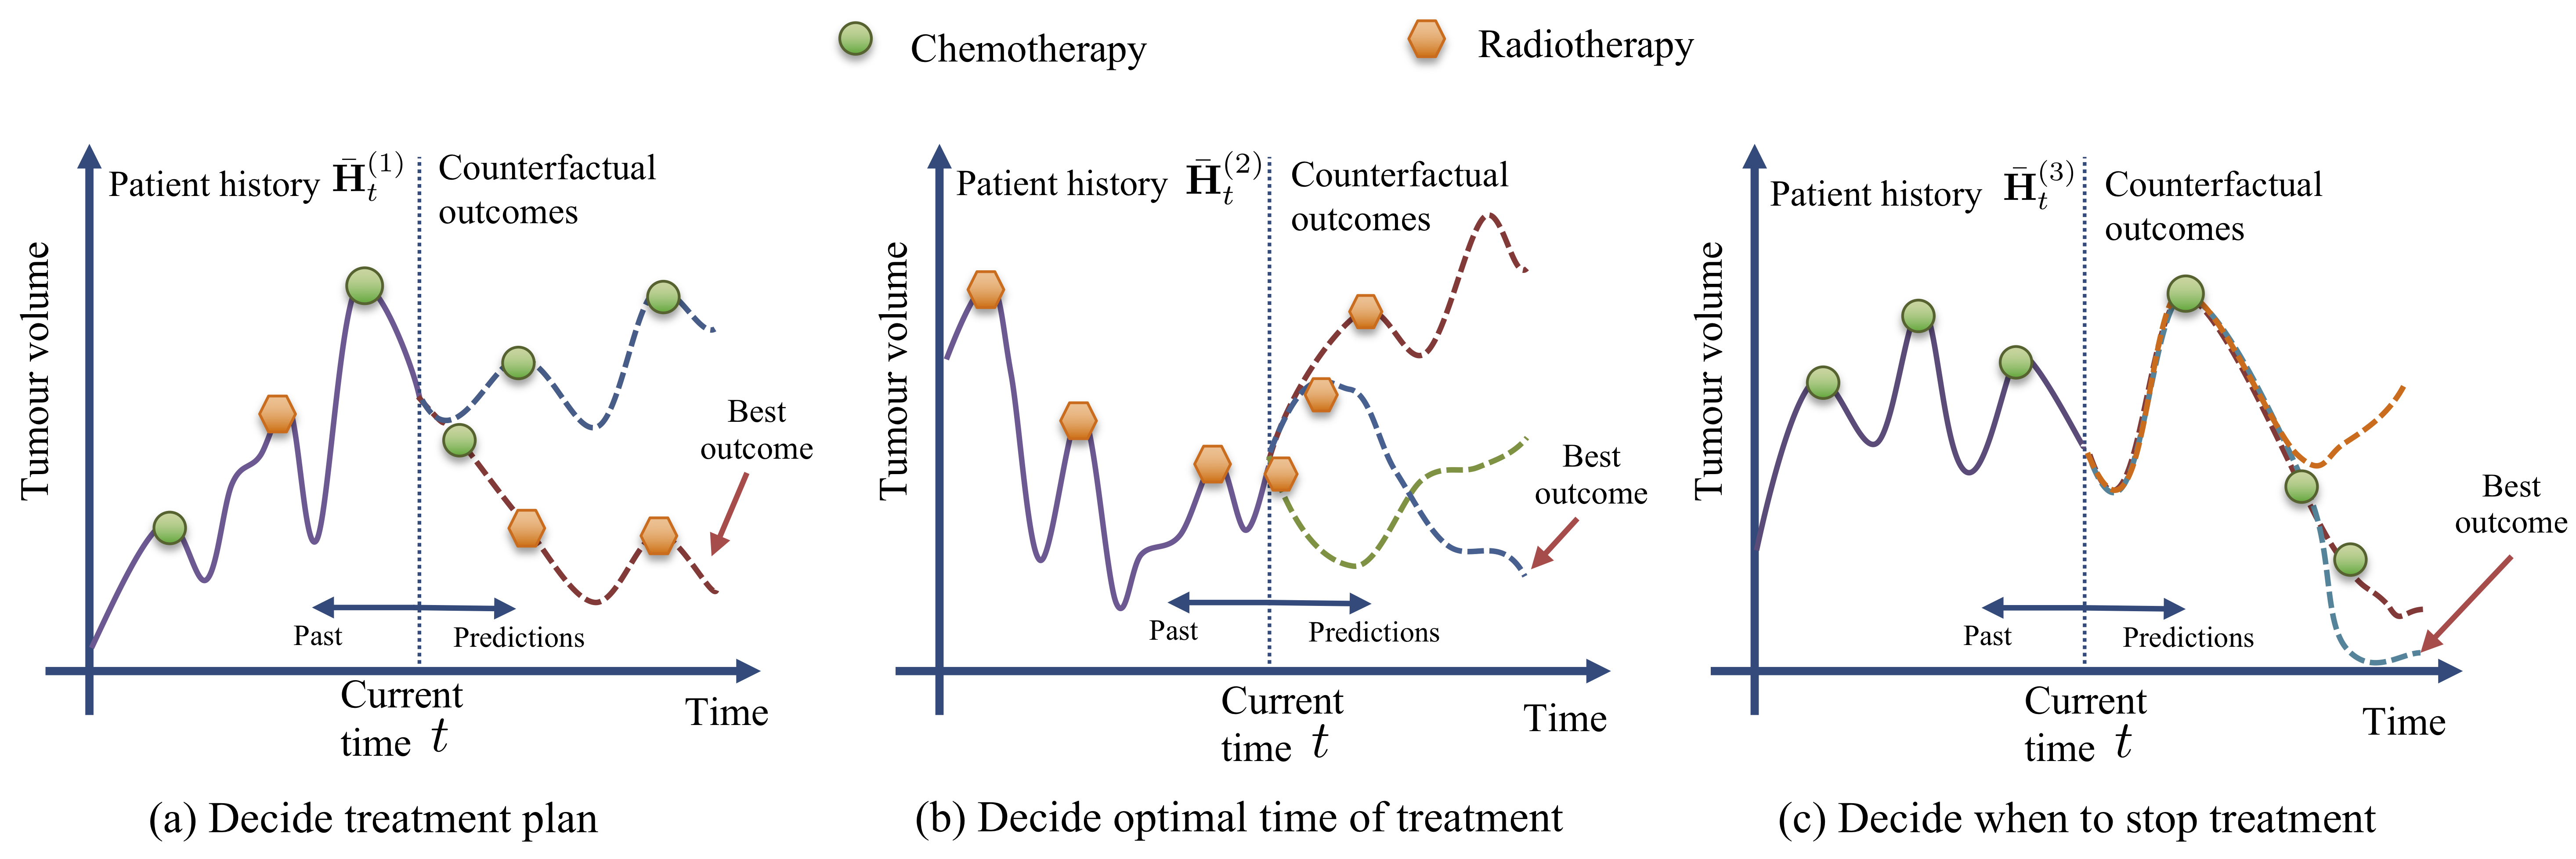 Chemotherapy
Radiotherapy
Tumour volume
Patient history H̄_t^(1)
Counterfactual
outcomes
Best
outcome
Past
Predictions
Current
time t
Time
(a) Decide treatment plan
Tumour volume
Patient history H̄_t^(2)
Counterfactual
outcomes
Best
outcome
Past
Predictions
Current
time t
Time
(b) Decide optimal time of treatment
Tumour volume
Patient history H̄_t^(3)
Counterfactual
outcomes
Best
outcome
Past
Predictions
Current
time t
Time
(c) Decide when to stop treatment